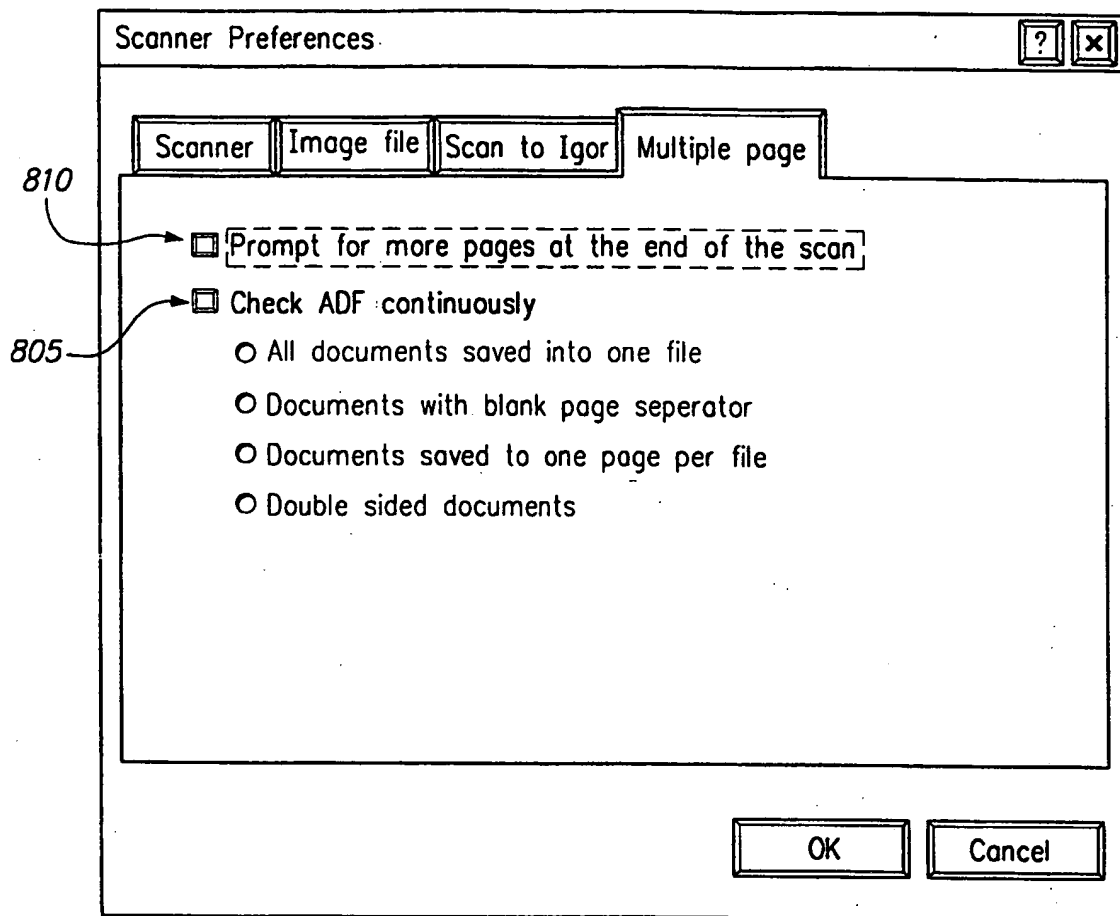 Scanner Preferences
? ×
Scanner Image file Scan to Igor Multiple page
810
Prompt for more pages at the end of the scan
Check ADF continuously
805
All documents saved into one file
Documents with blank page seperator
Documents saved to one page per file
Double sided documents
OK Cancel